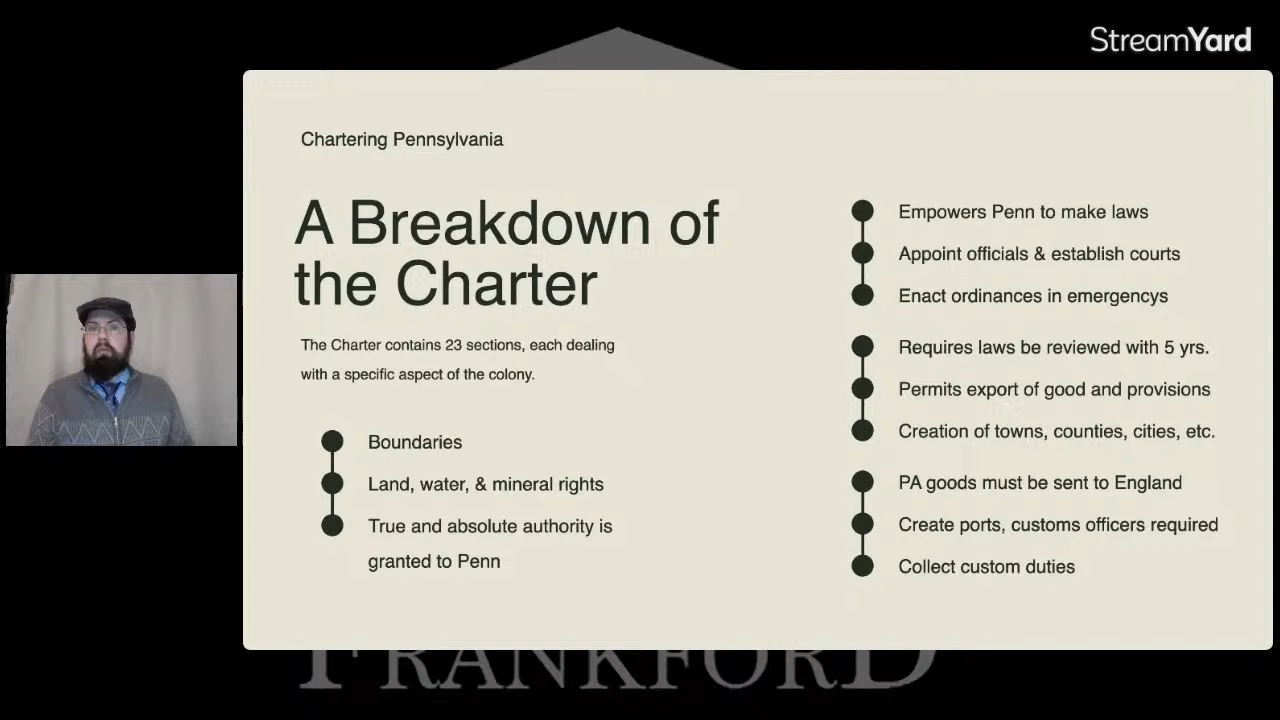 StreamYard
Chartering Pennsylvania
A Breakdown of
the Charter
The Charter contains 23 sections, each dealing
with a specific aspect of the colony.
Boundaries
Land, water, & mineral rights
True and absolute authority is
granted to Penn
Empowers Penn to make laws
Appoint officials & establish courts
Enact ordinances in emergencys
Requires laws be reviewed with 5 yrs.
Permits export of good and provisions
Creation of towns, counties, cities, etc.
PA goods must be sent to England
Create ports, customs officers required
Collect custom duties
FRANKFORD